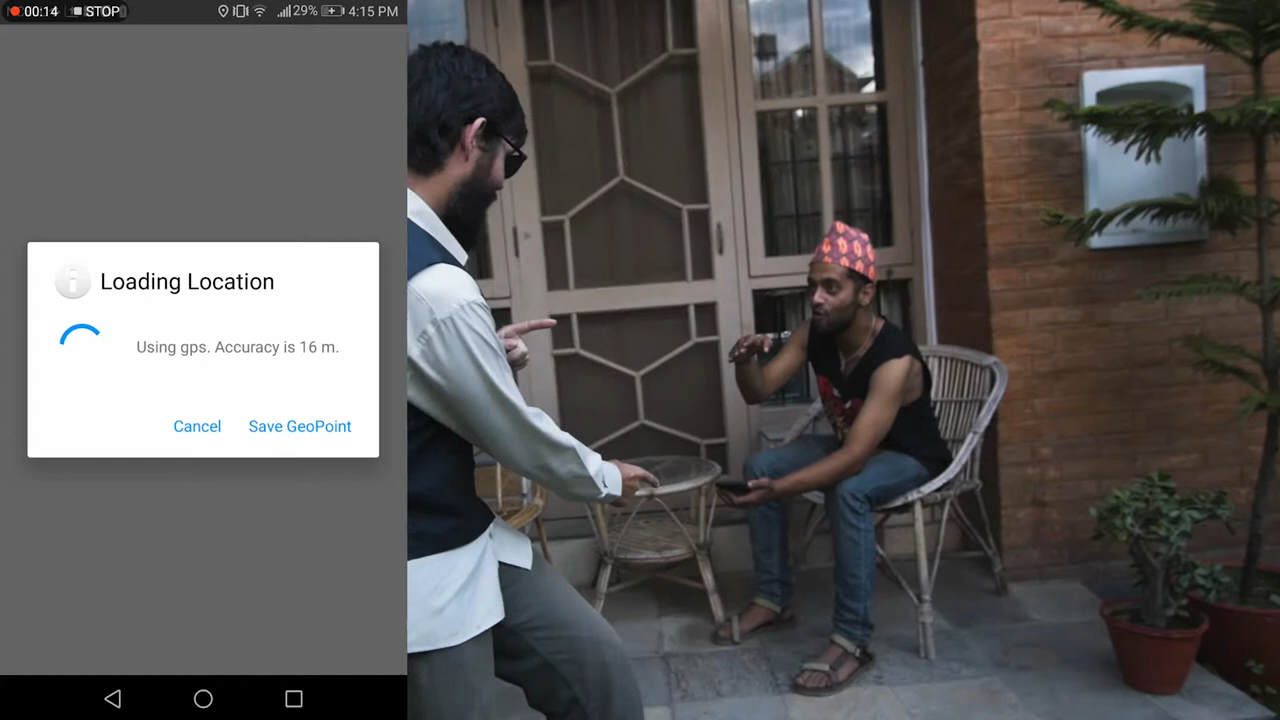 00:14 STOP 29% 4:15 PM
Loading Location
Using gps. Accuracy is 16 m.
Cancel Save GeoPoint